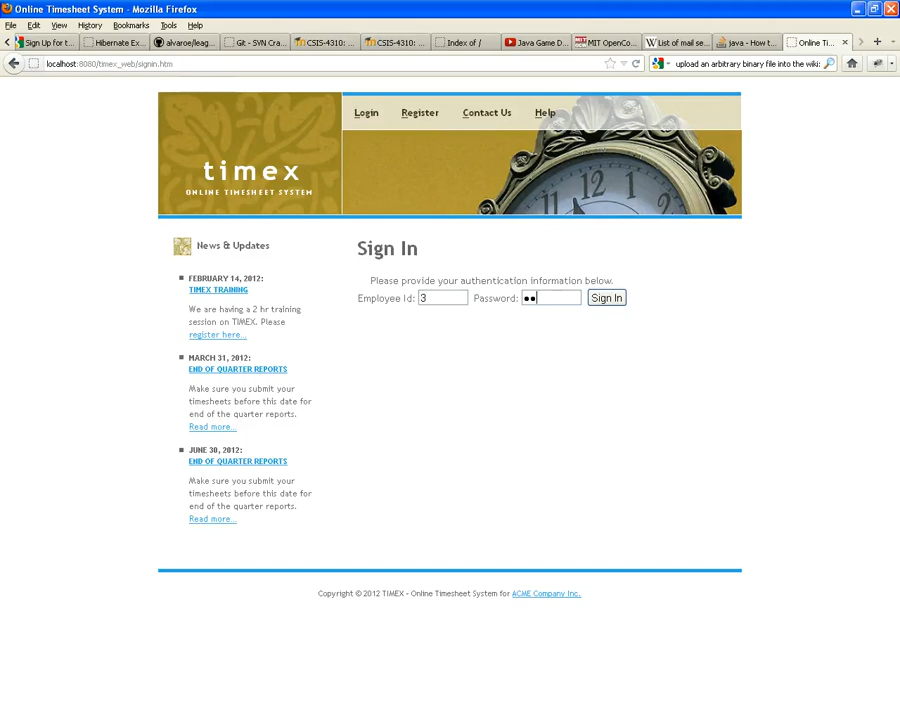 Online Timesheet System - Mozilla Firefox
File Edit View History Bookmarks Tools Help
Sign Up for t... Hibernate Ex... alvaroe/leag... Git - SVN Cra... CSIS-4310: ... CSIS-4310: ... Index of / Java Game D... MIT OpenCo... List of mail se... java - How t... Online Ti...
localhost:8080/timex_web/signin.htm upload an arbitrary binary file into the wiki:
Login Register Contact Us Help
timex
ONLINE TIMESHEET SYSTEM
12
11
1
10
2
News & Updates
FEBRUARY 14, 2012:
TIMEX TRAINING
We are having a 2 hr training
session on TIMEX. Please
register here...
MARCH 31, 2012:
END OF QUARTER REPORTS
Make sure you submit your
timesheets before this date for
end of the quarter reports.
Read more...
JUNE 30, 2012:
END OF QUARTER REPORTS
Make sure you submit your
timesheets before this date for
end of the quarter reports.
Read more...
Sign In
Please provide your authentication information below.
Employee Id: 3 Password: ●● Sign In
Copyright © 2012 TIMEX - Online Timesheet System for ACME Company Inc.